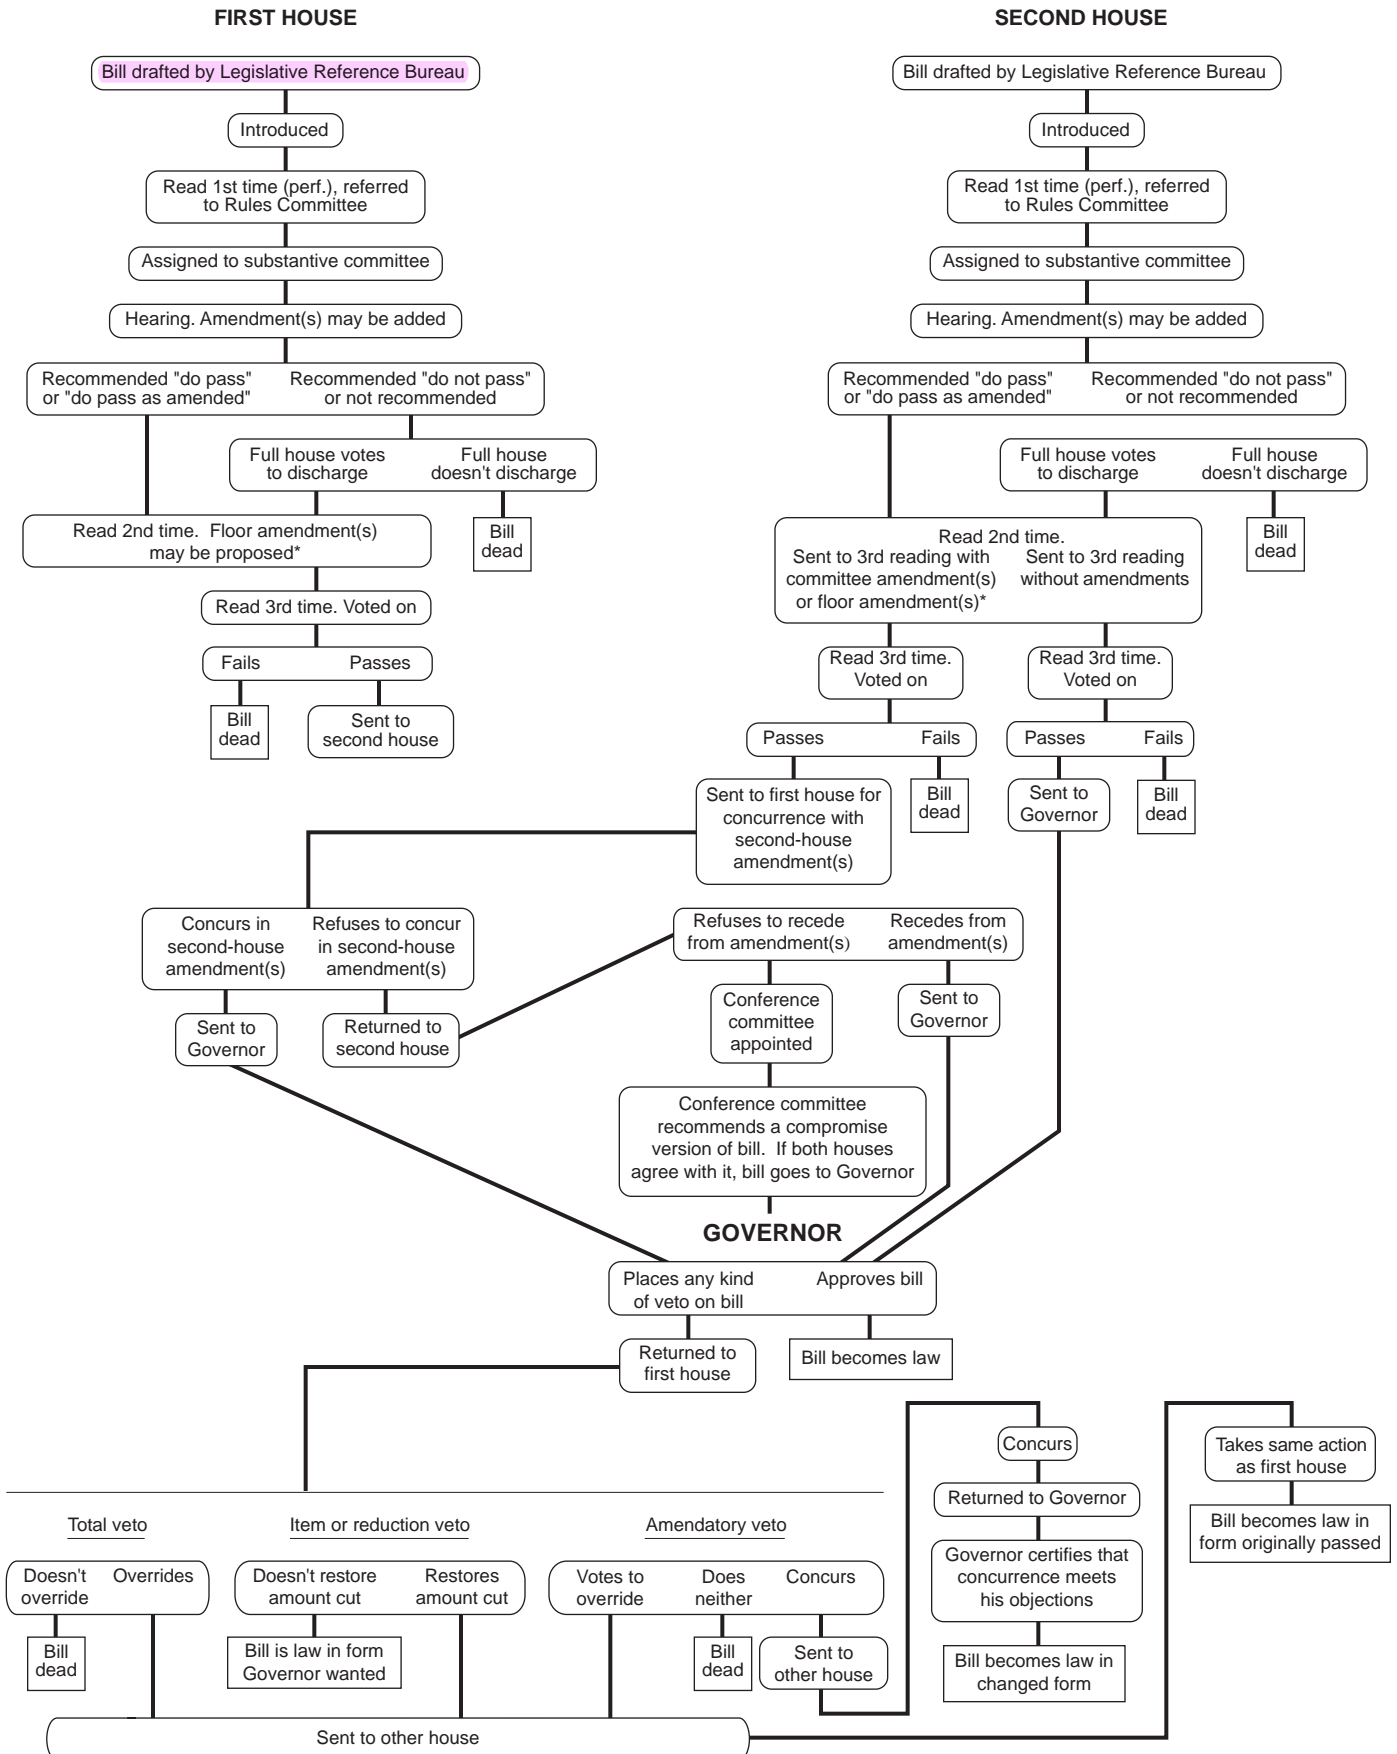 FIRST HOUSE
Bill drafted by Legislative Reference Bureau
Introduced
Read 1st time (perf.), referred
to Rules Committee
Assigned to substantive committee
Hearing. Amendment(s) may be added
Recommended "do pass"
or "do pass as amended"
Recommended "do not pass"
or not recommended
Full house votes
to discharge
Full house
doesn't discharge
Bill
dead
Read 2nd time.  Floor amendment(s)
may be proposed*
Read 3rd time. Voted on
Fails
Passes
Bill
dead
Sent to
second house
SECOND HOUSE
Bill drafted by Legislative Reference Bureau
Introduced
Read 1st time (perf.), referred
to Rules Committee
Assigned to substantive committee
Hearing. Amendment(s) may be added
Recommended "do pass"
or "do pass as amended"
Recommended "do not pass"
or not recommended
Full house votes
to discharge
Full house
doesn't discharge
Bill
dead
Read 2nd time.
Sent to 3rd reading with
committee amendment(s)
or floor amendment(s)*
Sent to 3rd reading
without amendments
Read 3rd time.
Voted on
Read 3rd time.
Voted on
Passes
Fails
Passes
Fails
Sent to first house for
concurrence with
second-house
amendment(s)
Bill
dead
Sent to
Governor
Bill
dead
Concurs in
second-house
amendment(s)
Refuses to concur
in second-house
amendment(s)
Sent to
Governor
Returned to
second house
Refuses to recede
from amendment(s)
Recedes from
amendment(s)
Conference
committee
appointed
Sent to
Governor
Conference committee
recommends a compromise
version of bill.  If both houses
agree with it, bill goes to Governor
GOVERNOR
Places any kind
of veto on bill
Approves bill
Returned to
first house
Bill becomes law
Total veto
Doesn't
override
Overrides
Bill
dead
Item or reduction veto
Doesn't restore
amount cut
Restores
amount cut
Bill is law in form
Governor wanted
Amendatory veto
Votes to
override
Does
neither
Concurs
Bill
dead
Sent to
other house
Sent to other house
Concurs
Returned to Governor
Governor certifies that
concurrence meets
his objections
Bill becomes law in
changed form
Takes same action
as first house
Bill becomes law in
form originally passed